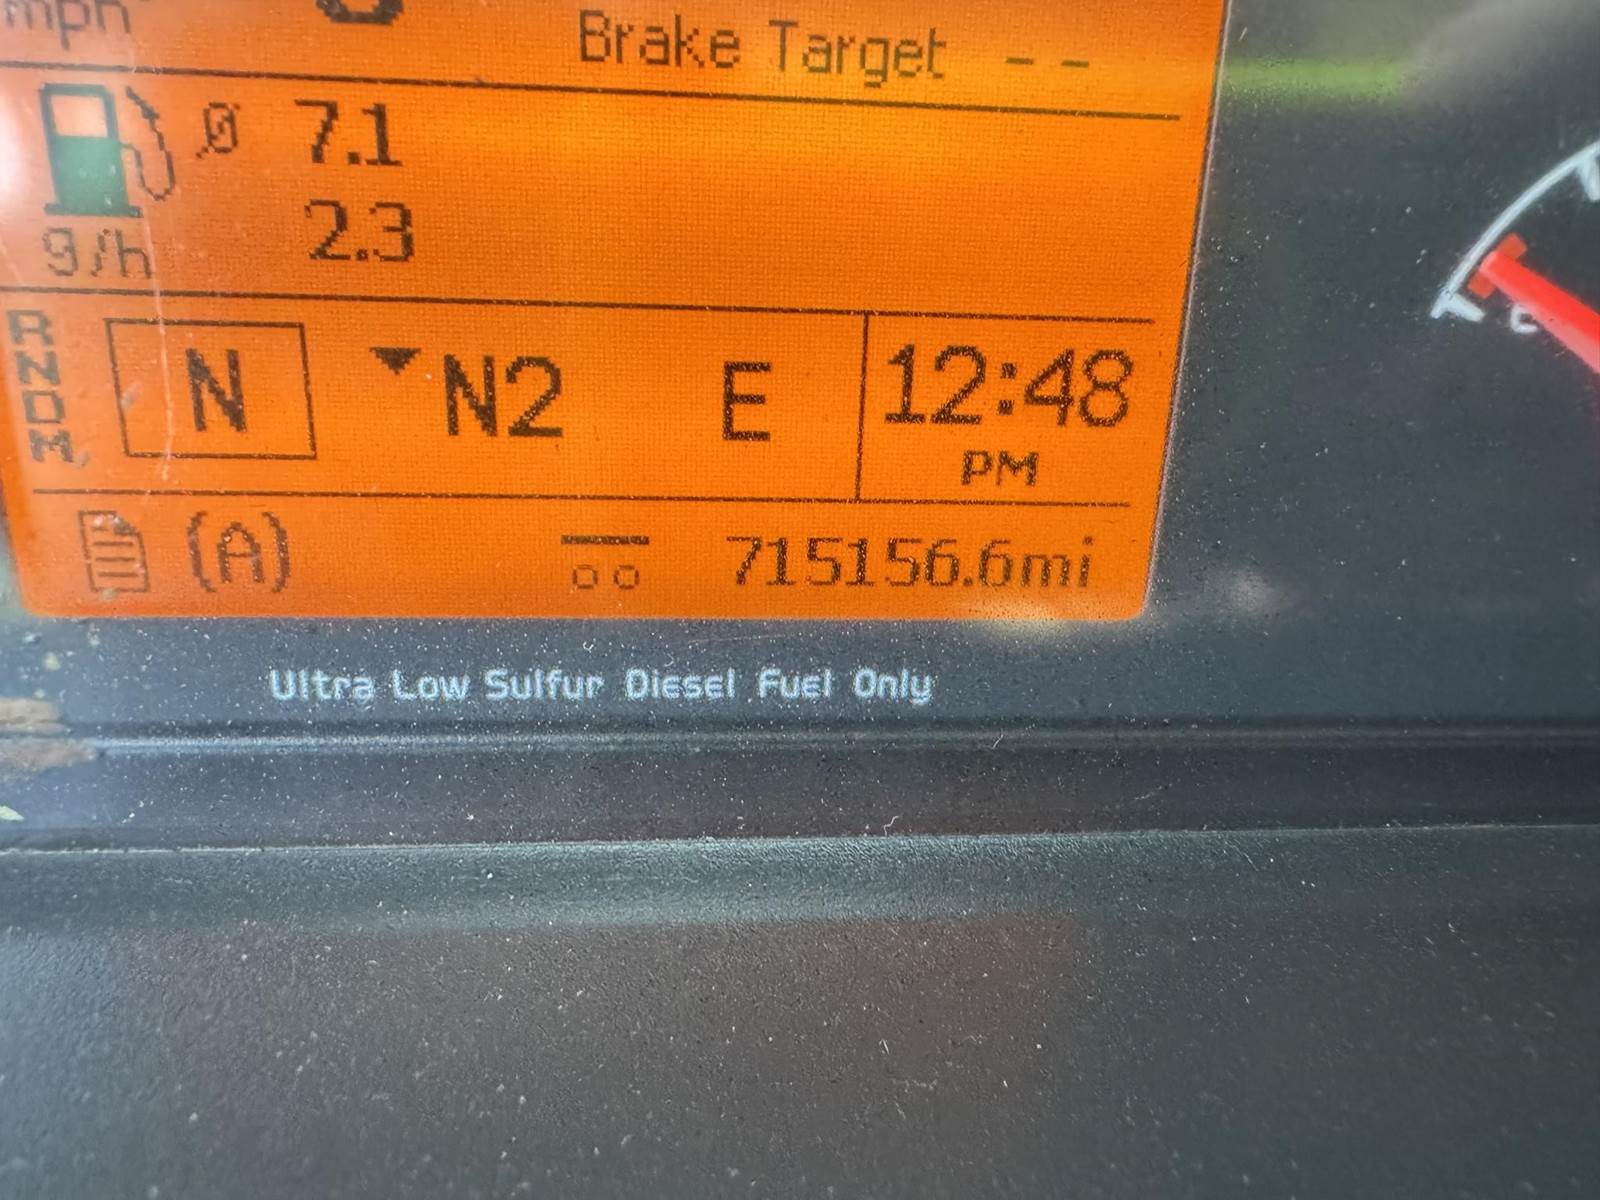 mph
Brake Target --
Ø 7.1
2.3
g/h
RNDM
N N2 E 12:48
PM
(A) 715156.6mi
Ultra Low Sulfur Diesel Fuel Only